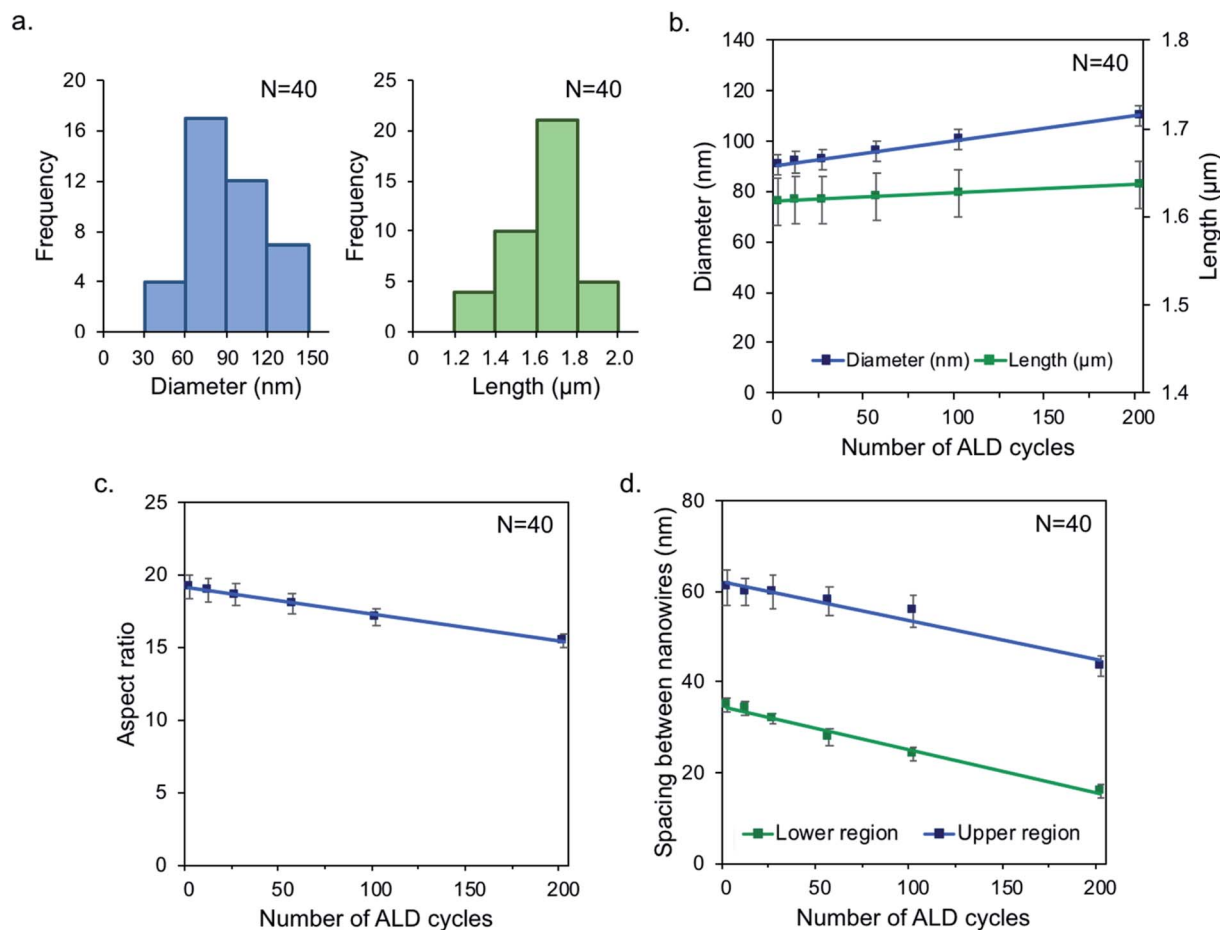 a.
N=40
20
16
12
8
4
0
Frequency
0 30 60 90 120 150
Diameter (nm)
N=40
25
20
15
10
5
0
Frequency
0 1.2 1.4 1.6 1.8 2.0
Length (µm)
b.
N=40
140
120
100
80
60
40
20
0
Diameter (nm)
1.8
1.7
1.6
1.5
1.4
Length (µm)
Diameter (nm) Length (µm)
0 50 100 150 200
Number of ALD cycles
c.
N=40
25
20
15
10
5
0
Aspect ratio
0 50 100 150 200
Number of ALD cycles
d.
N=40
80
60
40
20
0
Spacing between nanowires (nm)
Lower region Upper region
0 50 100 150 200
Number of ALD cycles